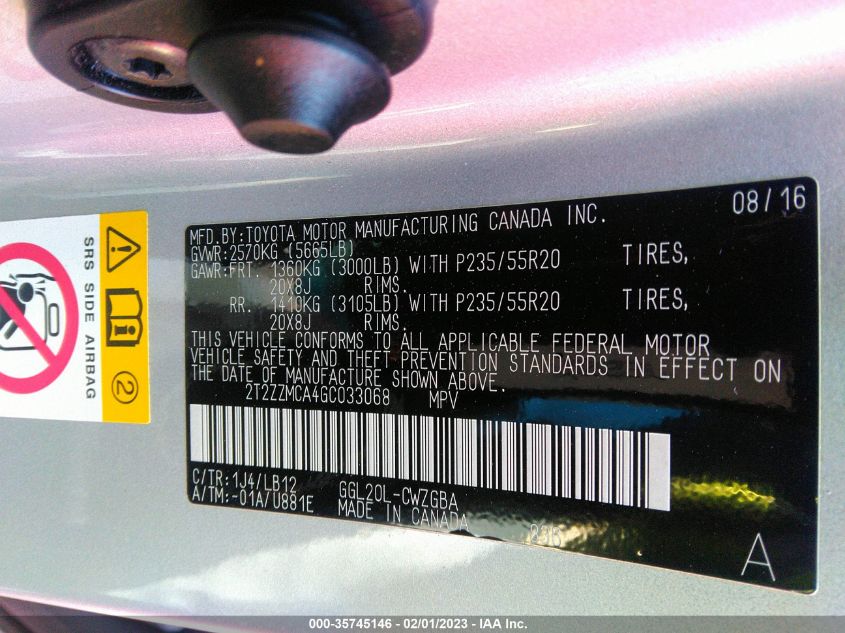 08/16
MFD.BY:TOYOTA MOTOR MANUFACTURING CANADA INC.
GVWR:2570KG (5665LB)
GAWR:FRT. 1360KG (3000LB) WITH P235/55R20 TIRES,
20X8J RIMS.
RR. 1410KG (3105LB) WITH P235/55R20 TIRES,
20X8J RIMS.
THIS VEHICLE CONFORMS TO ALL APPLICABLE FEDERAL MOTOR
VEHICLE SAFETY AND THEFT PREVENTION STANDARDS IN EFFECT ON
THE DATE OF MANUFACTURE SHOWN ABOVE.
2T2ZZMCA4GC033068 MPV
C/TR:1J4/LB12 GGL20L-CWZGBA
A/TM:-01A/U881E MADE IN CANADA
A
SRS SIDE AIRBAG
2
000-35745146 - 02/01/2023 - IAA Inc.